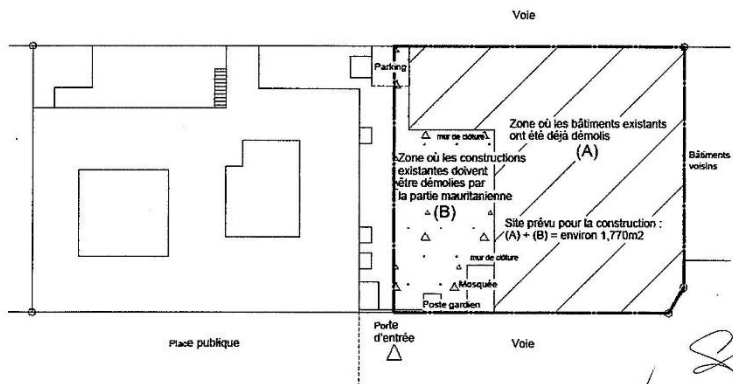 Voie
Parking
Zone où les bâtiments existants
ont été déjà démolis
(A)
mur de clôture
Zone où les constructions
existantes doivent
être démolies par
la partie mauritanienne
(B)
Bâtiments
voisins
Site prévu pour la construction :
(A) + (B) = environ 1,770m2
mur de clôture
Mosquée
Poste gardien
Porte
d'entrée
Place publique
Voie